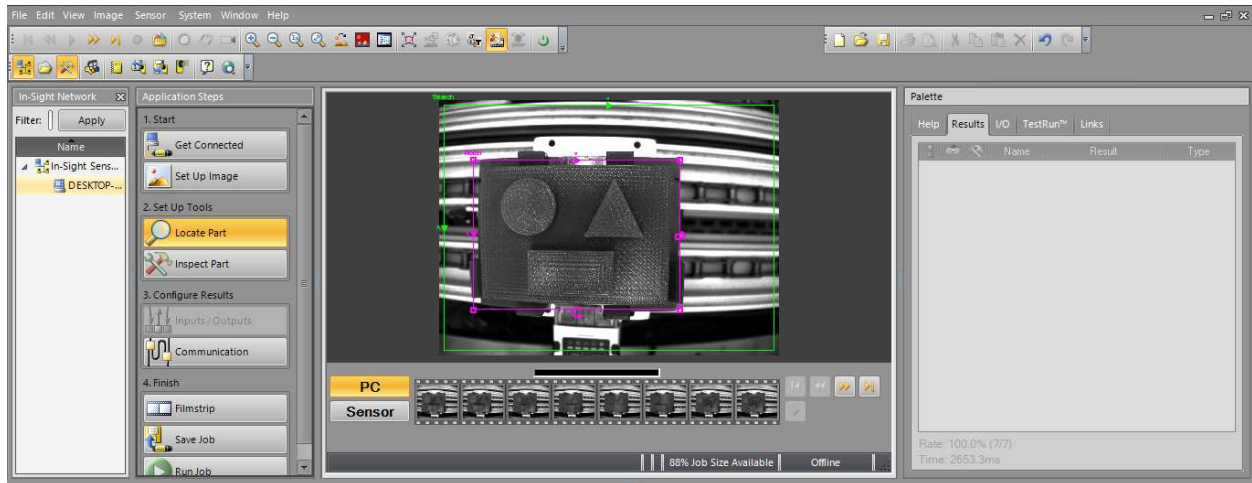 File Edit View Image Sensor System Window Help
In-Sight Network
Filter:
Apply
Name
In-Sight Sens...
DESKTOP-...
Application Steps
1. Start
Get Connected
Set Up Image
2. Set Up Tools
Locate Part
Inspect Part
3. Configure Results
Inputs / Outputs
Communication
4. Finish
Filmstrip
Save Job
Run Job
Search
Model
PC
Sensor
88% Job Size Available
Offline
Palette
Help Results I/O TestRun™ Links
Name Result Type
Rate: 100.0% (7/7)
Time: 2653.3ms